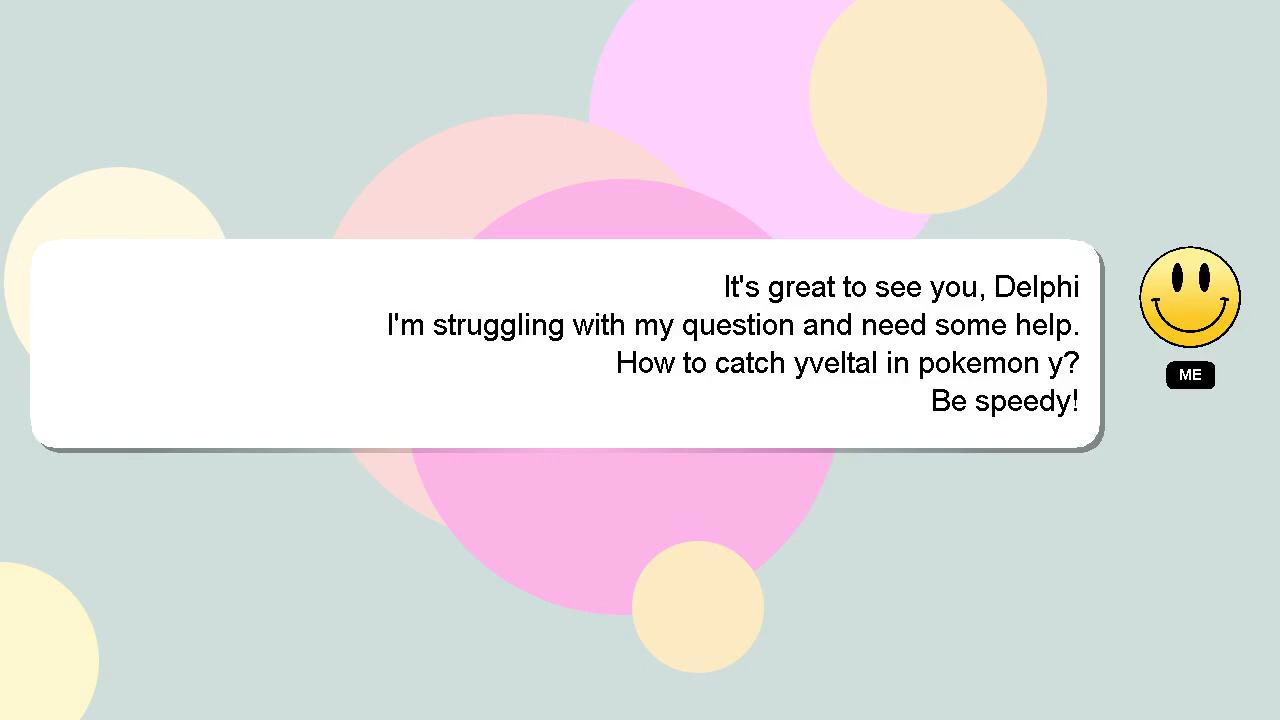 It's great to see you, Delphi
I'm struggling with my question and need some help.
How to catch yveltal in pokemon y?
Be speedy!
ME